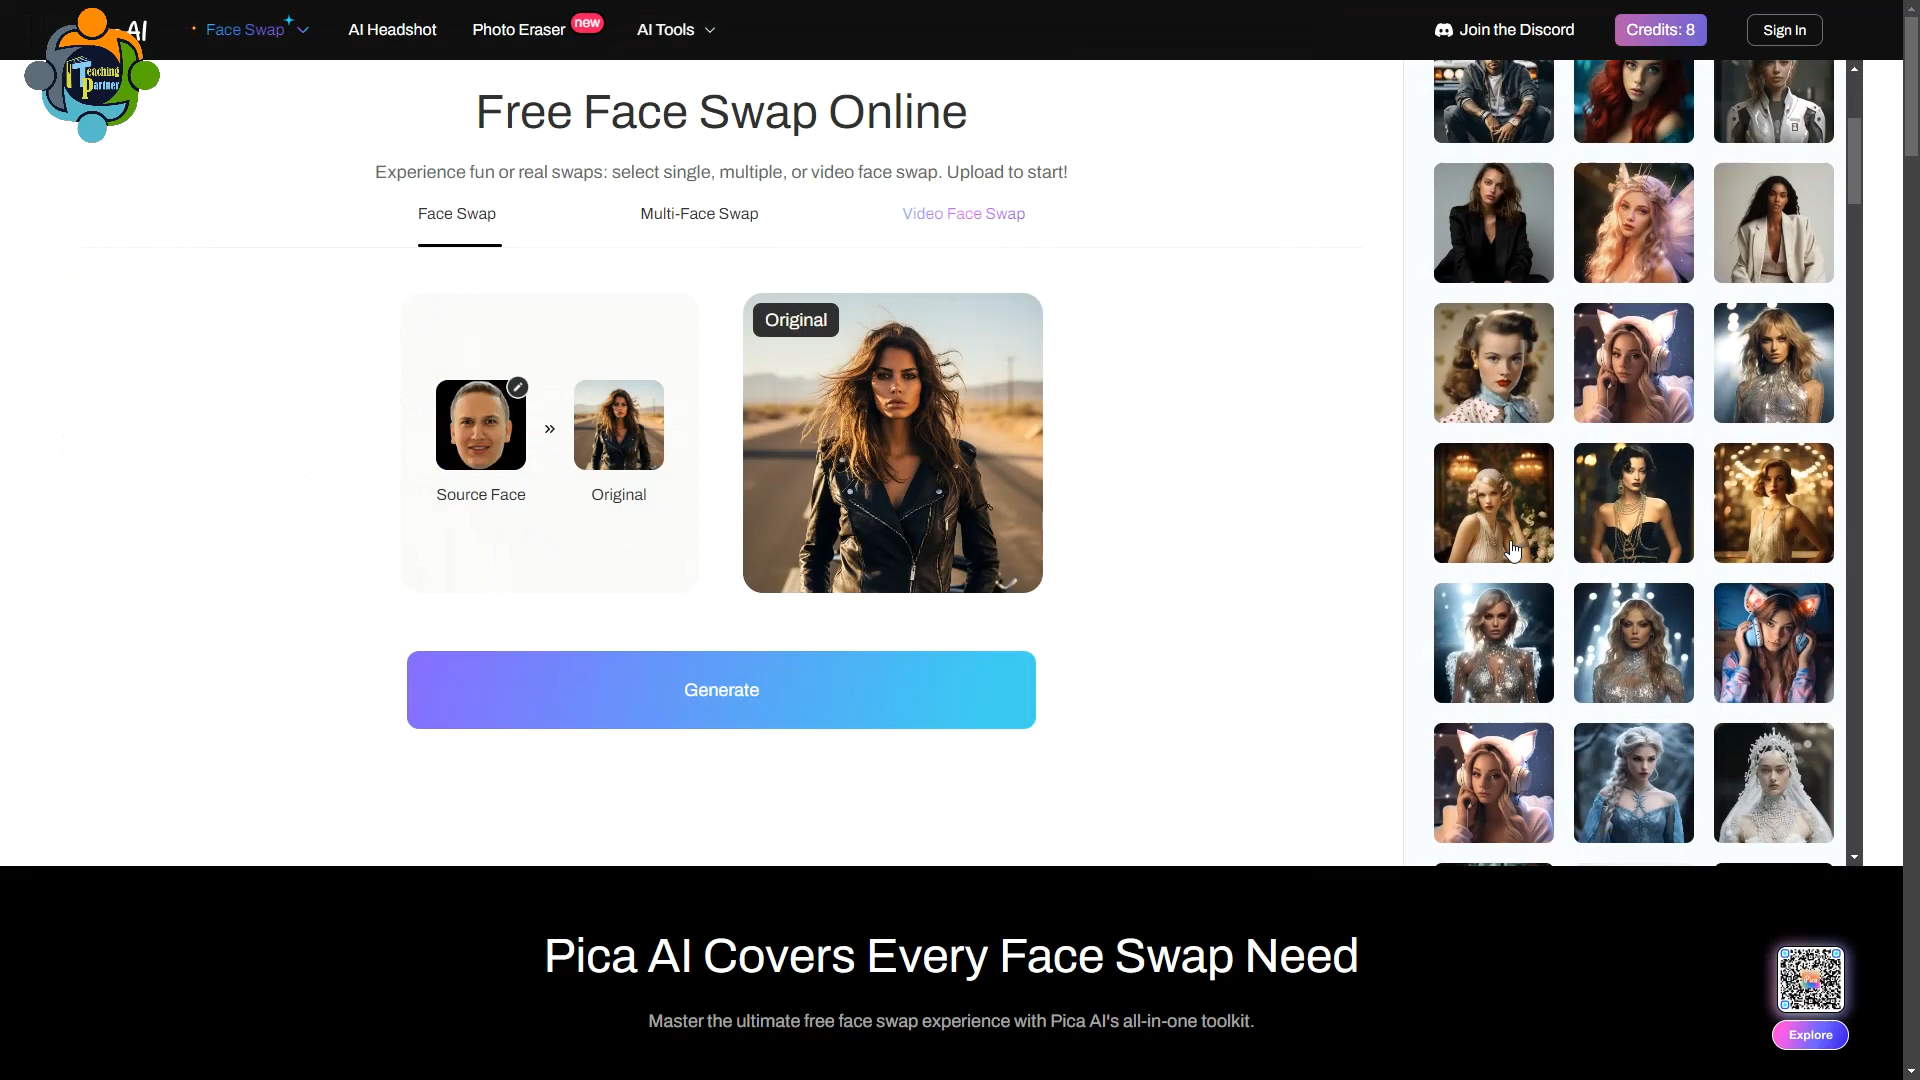 AI
Teaching
Partner
Face Swap
AI Headshot
Photo Eraser
new
AI Tools
Join the Discord
Credits: 8
Sign In
Free Face Swap Online
Experience fun or real swaps: select single, multiple, or video face swap. Upload to start!
Face Swap
Multi-Face Swap
Video Face Swap
Original
Source Face
Original
Generate
Pica AI Covers Every Face Swap Need
Master the ultimate free face swap experience with Pica AI's all-in-one toolkit.
Explore